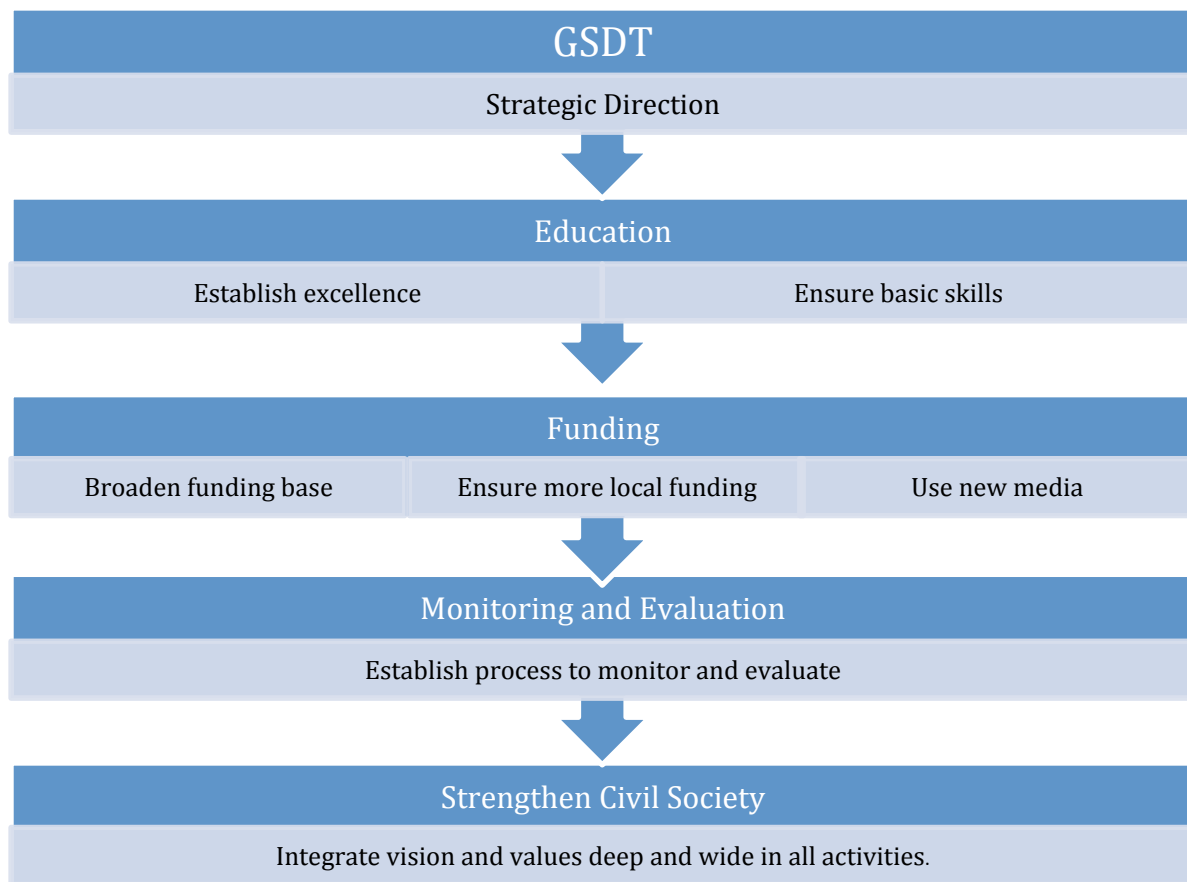 GSDT
Strategic Direction
Education
Establish excellence
Ensure basic skills
Funding
Broaden funding base
Ensure more local funding
Use new media
Monitoring and Evaluation
Establish process to monitor and evaluate
Strengthen Civil Society
Integrate vision and values deep and wide in all activities.